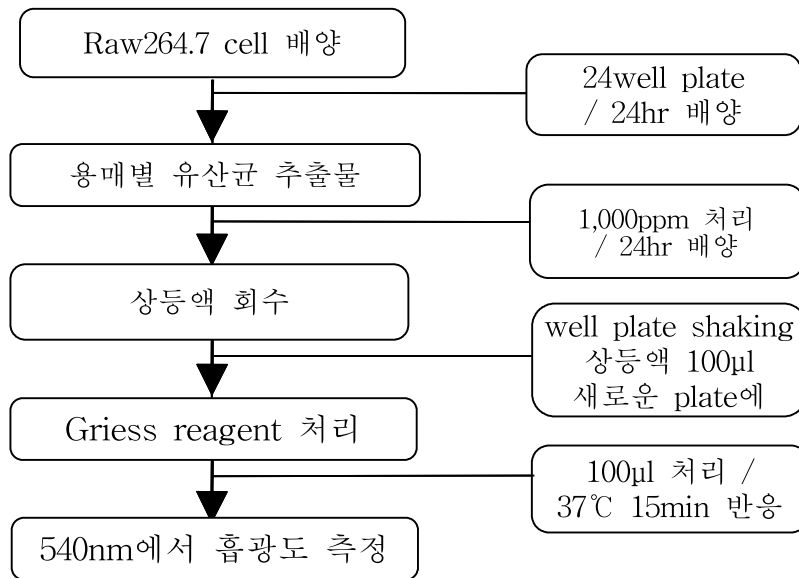 Raw264.7 cell 배양
24well plate
/ 24hr 배양
용매별 유산균 추출물
1,000ppm 처리
/ 24hr 배양
상등액 회수
well plate shaking
상등액 100µl
새로운 plate에
Griess reagent 처리
100µl 처리 /
37℃ 15min 반응
540nm에서 흡광도 측정